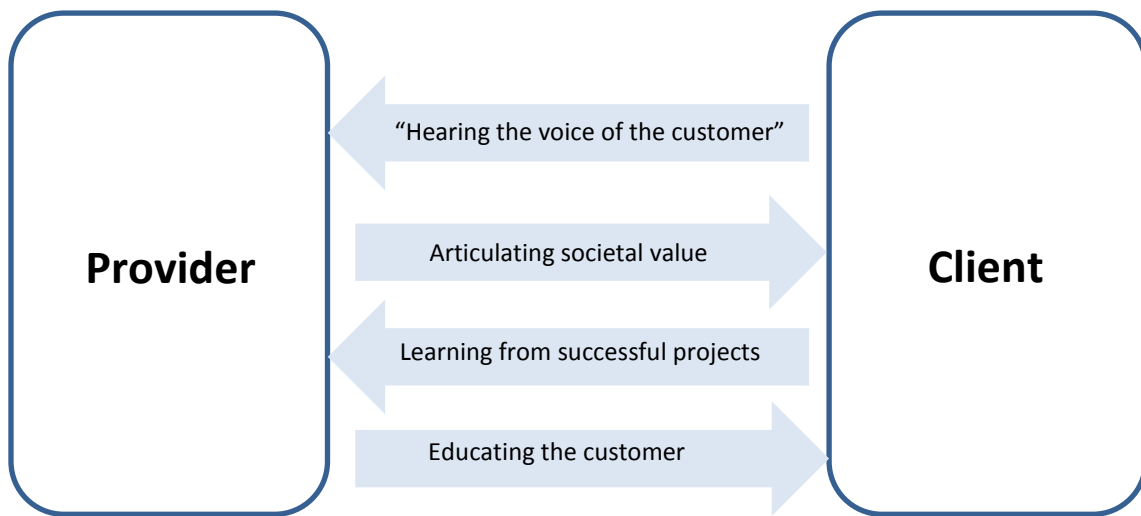 “Hearing the voice of the customer”
Articulating societal value
Provider
Client
Learning from successful projects
Educating the customer